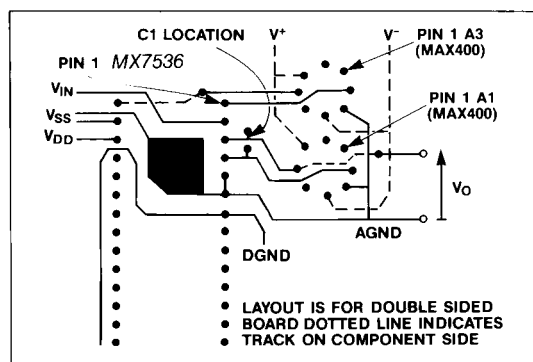 C1 LOCATION
V+
V-
PIN 1 A3
(MAX400)
PIN 1 MX7536
VIN
VSS
VDD
PIN 1 A1
(MAX400)
VO
DGND
AGND
LAYOUT IS FOR DOUBLE SIDED
BOARD DOTTED LINE INDICATES
TRACK ON COMPONENT SIDE